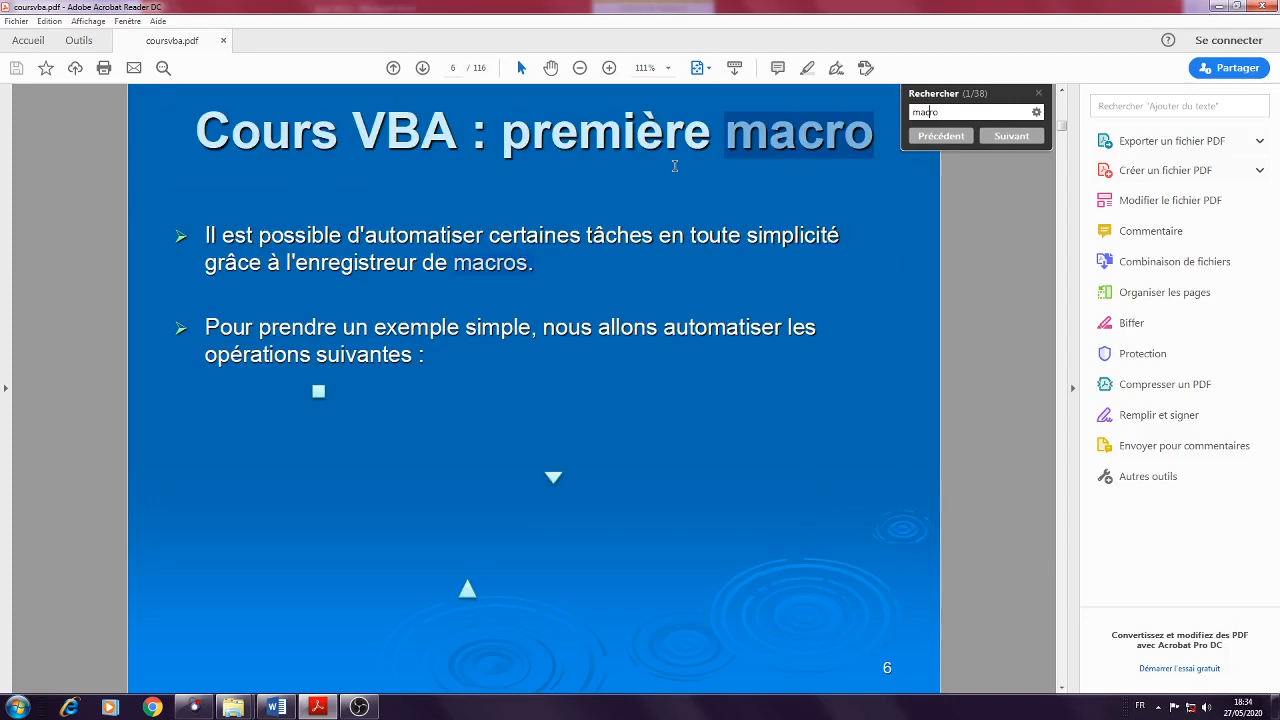 coursvba.pdf - Adobe Acrobat Reader DC
Fichier Edition Affichage Fenêtre Aide
Accueil Outils coursvba.pdf × Se connecter
6 / 116 111% Partager
Rechercher (1/38)
macro
Précédent Suivant
Cours VBA : première macro
Il est possible d'automatiser certaines tâches en toute simplicité
grâce à l'enregistreur de macros.
Pour prendre un exemple simple, nous allons automatiser les
opérations suivantes :
6
Rechercher "Ajouter du texte"
Exporter un fichier PDF
Créer un fichier PDF
Modifier le fichier PDF
Commentaire
Combinaison de fichiers
Organiser les pages
Biffer
Protection
Compresser un PDF
Remplir et signer
Envoyer pour commentaires
Autres outils
Convertissez et modifiez des PDF
avec Acrobat Pro DC
Démarrer l'essai gratuit
FR 18:34
27/05/2020